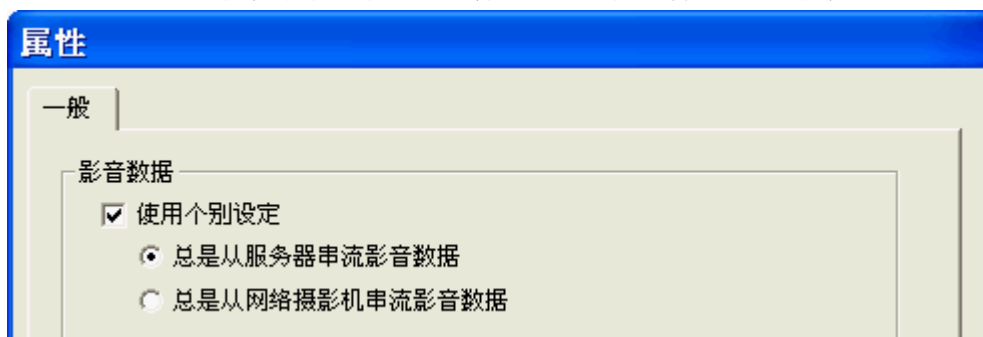 属性
一般
影音数据
使用个别设定
总是从服务器串流影音数据
总是从网络摄影机串流影音数据